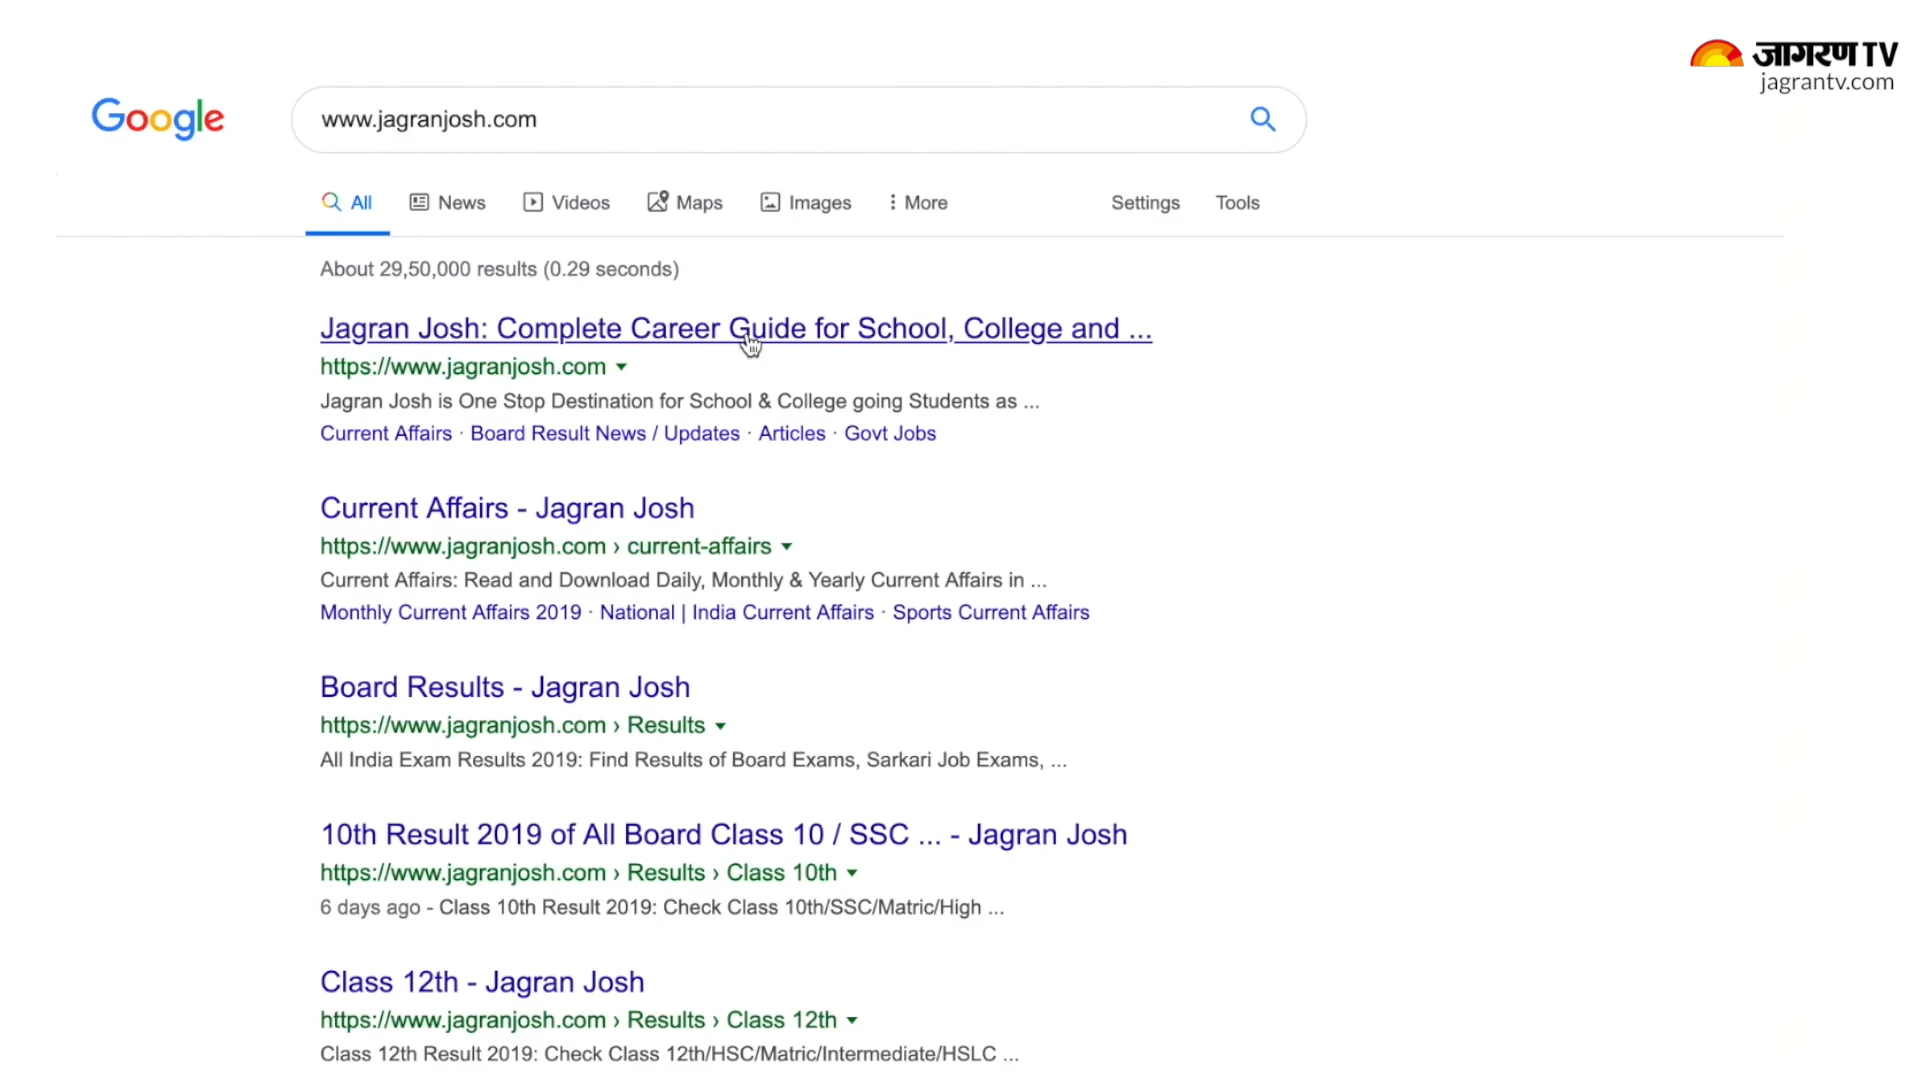 जागरण TV
jagrantv.com
Google
www.jagranjosh.com
All News Videos Maps Images More Settings Tools
About 29,50,000 results (0.29 seconds)
Jagran Josh: Complete Career Guide for School, College and ...
https://www.jagranjosh.com
Jagran Josh is One Stop Destination for School & College going Students as ...
Current Affairs · Board Result News / Updates · Articles · Govt Jobs
Current Affairs - Jagran Josh
https://www.jagranjosh.com › current-affairs
Current Affairs: Read and Download Daily, Monthly & Yearly Current Affairs in ...
Monthly Current Affairs 2019 · National | India Current Affairs · Sports Current Affairs
Board Results - Jagran Josh
https://www.jagranjosh.com › Results
All India Exam Results 2019: Find Results of Board Exams, Sarkari Job Exams, ...
10th Result 2019 of All Board Class 10 / SSC ... - Jagran Josh
https://www.jagranjosh.com › Results › Class 10th
6 days ago - Class 10th Result 2019: Check Class 10th/SSC/Matric/High ...
Class 12th - Jagran Josh
https://www.jagranjosh.com › Results › Class 12th
Class 12th Result 2019: Check Class 12th/HSC/Matric/Intermediate/HSLC ...